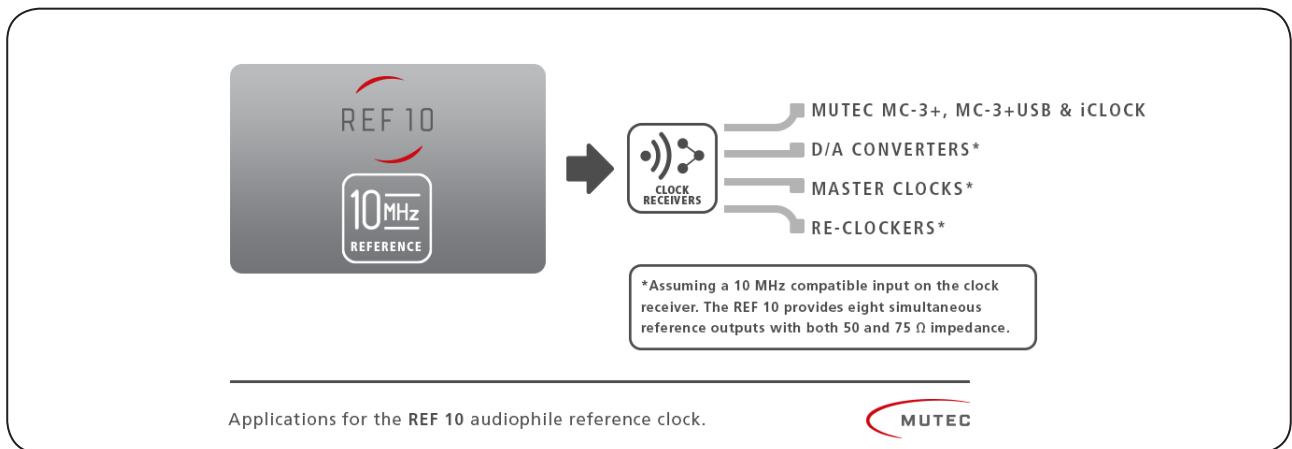 REF 10
10 MHz
REFERENCE
CLOCK
RECEIVERS
MUTEC MC-3+, MC-3+USB & iCLOCK
D/A CONVERTERS*
MASTER CLOCKS*
RE-CLOCKERS*
*Assuming a 10 MHz compatible input on the clock
receiver. The REF 10 provides eight simultaneous
reference outputs with both 50 and 75 Ω impedance.
Applications for the REF 10 audiophile reference clock.
MUTEC